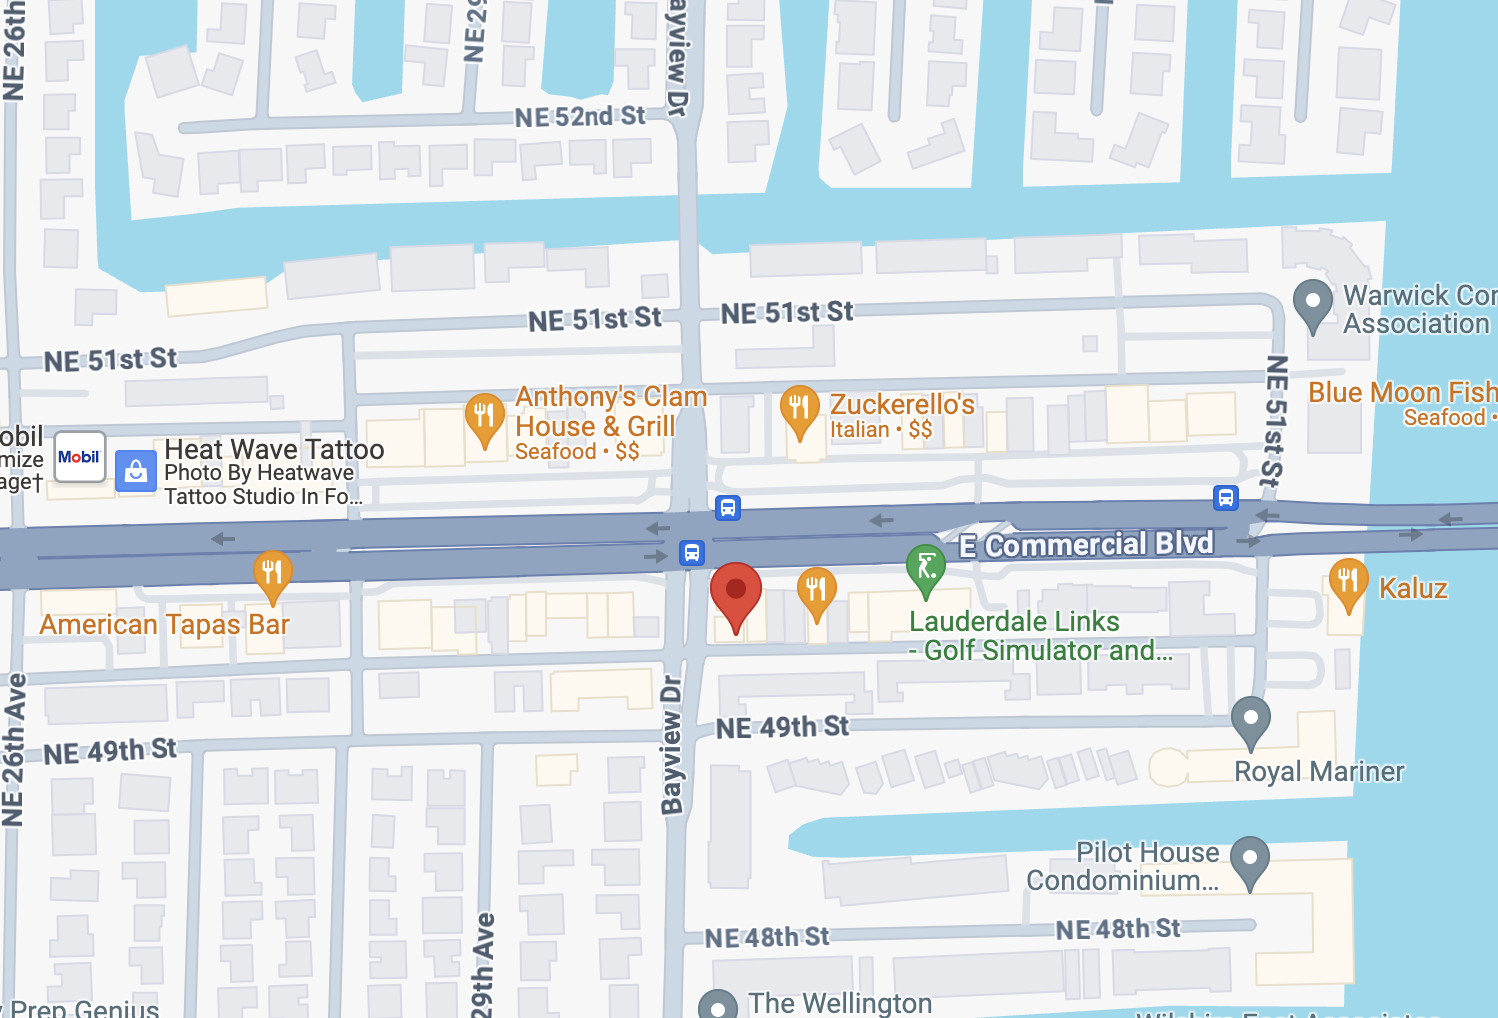 NE 26th
NE 29
ayview Dr
NE 52nd St
NE 51st St
NE 51st St
NE 51st St
Warwick Con
Association
NE 51st St
Anthony's Clam
House & Grill
Seafood • $$
Zuckerello's
Italian • $$
Blue Moon Fish
Seafood •
obil
mize
age†
Mobil
Heat Wave Tattoo
Photo By Heatwave
Tattoo Studio In Fo...
E Commercial Blvd
American Tapas Bar
Lauderdale Links
- Golf Simulator and...
Kaluz
NE 26th Ave
NE 49th St
Bayview Dr
NE 49th St
Royal Mariner
Pilot House
Condominium...
29th Ave
NE 48th St
NE 48th St
Prep Genius
The Wellington